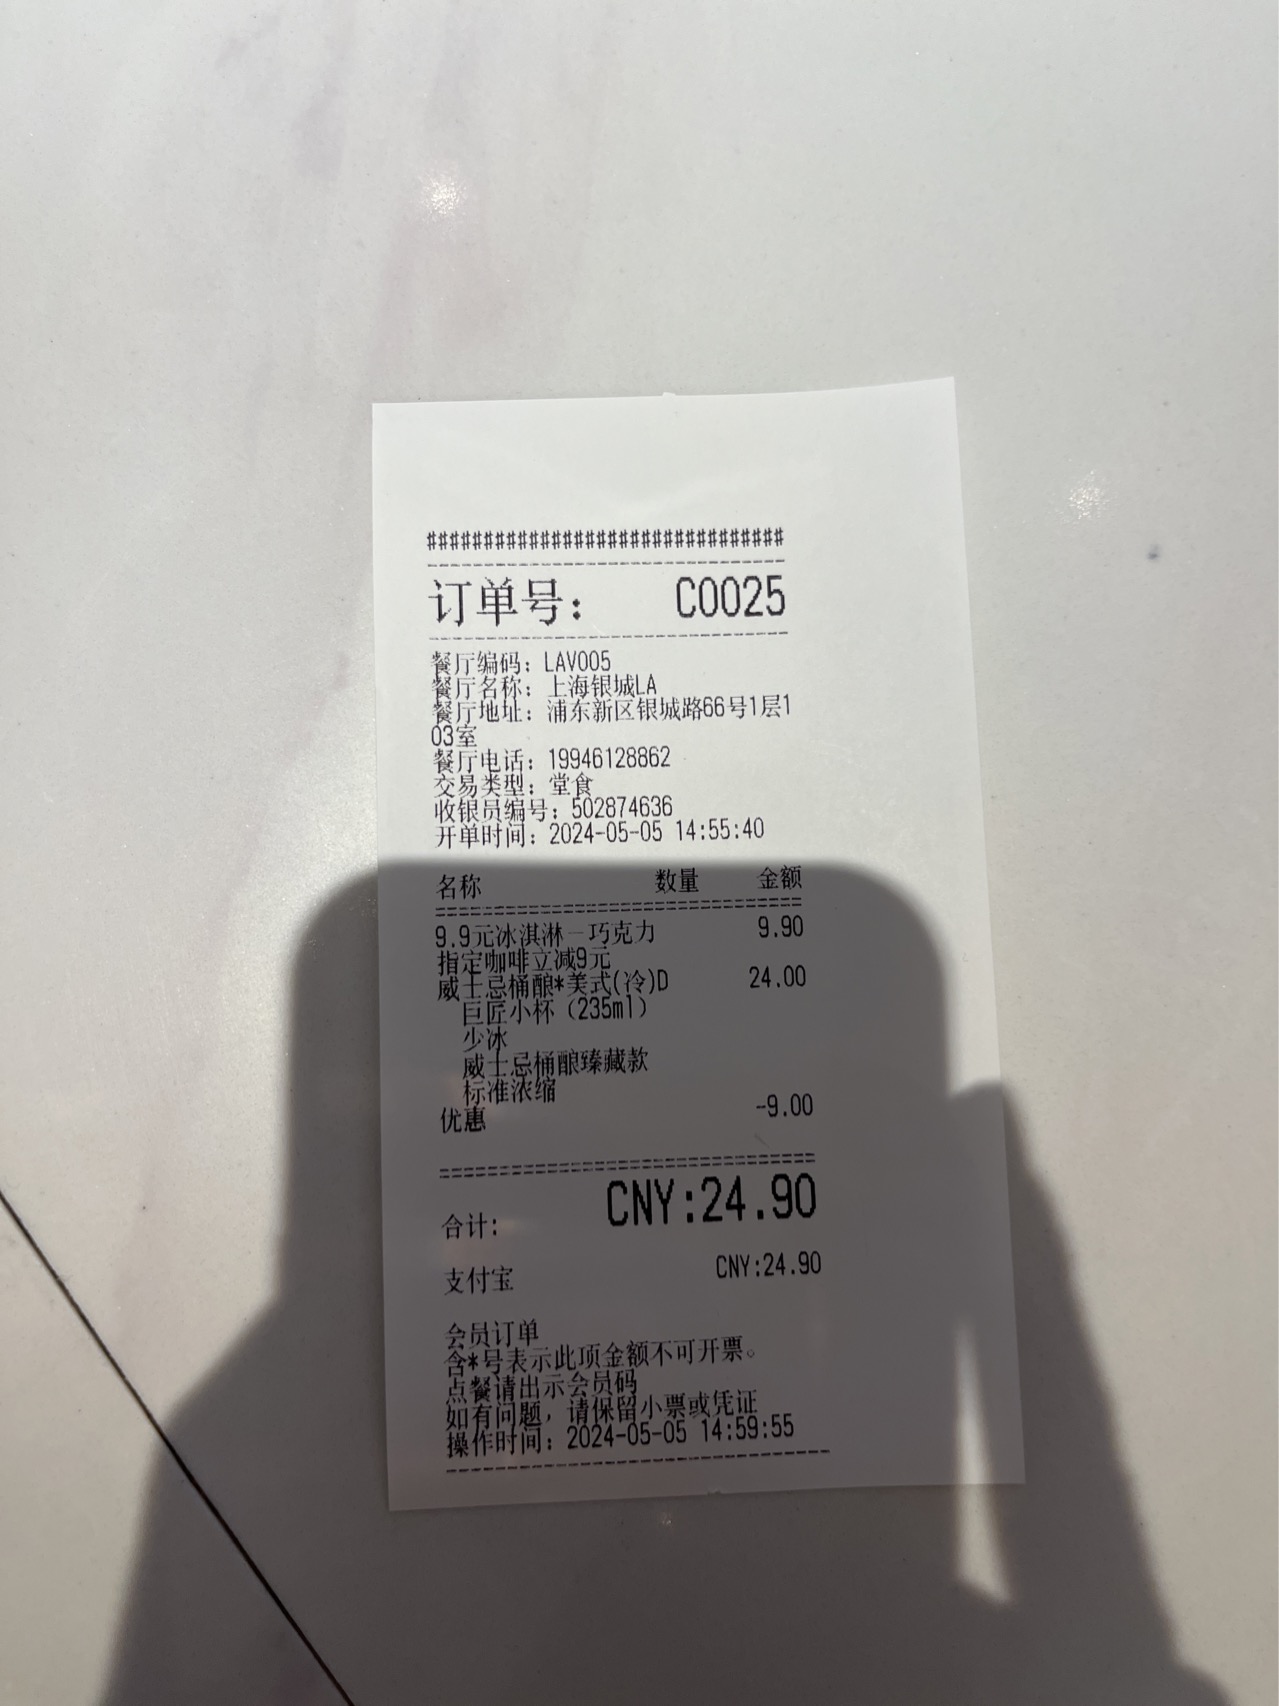 ################################
订单号： C0025
餐厅编码：LAV005
餐厅名称：上海银城LA
餐厅地址：浦东新区银城路66号1层1
03室
餐厅电话：19946128862
交易类型：堂食
收银员编号：502874636
开单时间：2024-05-05 14:55:40
名称 数量 金额
9.9元冰淇淋－巧克力 9.90
指定咖啡立减9元
威士忌桶酿*美式(冷)D 24.00
巨匠小杯（235ml）
少冰
威士忌桶酿臻藏款
标准浓缩
优惠 -9.00
合计： CNY:24.90
支付宝 CNY:24.90
会员订单
含*号表示此项金额不可开票。
点餐请出示会员码
如有问题，请保留小票或凭证
操作时间：2024-05-05 14:59:55